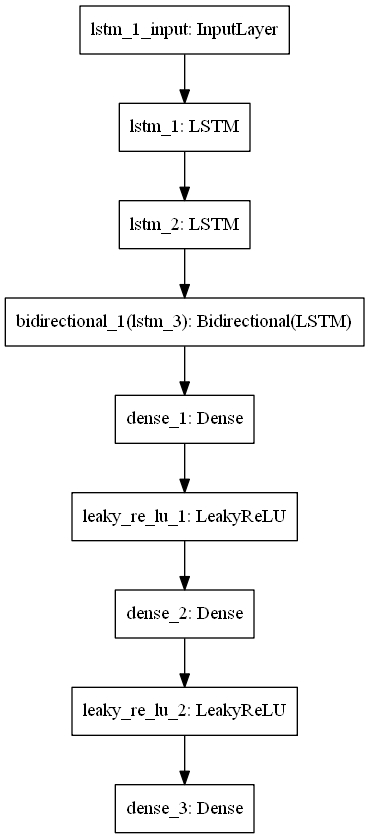 lstm_1_input: InputLayer
lstm_1: LSTM
lstm_2: LSTM
bidirectional_1(lstm_3): Bidirectional(LSTM)
dense_1: Dense
leaky_re_lu_1: LeakyReLU
dense_2: Dense
leaky_re_lu_2: LeakyReLU
dense_3: Dense